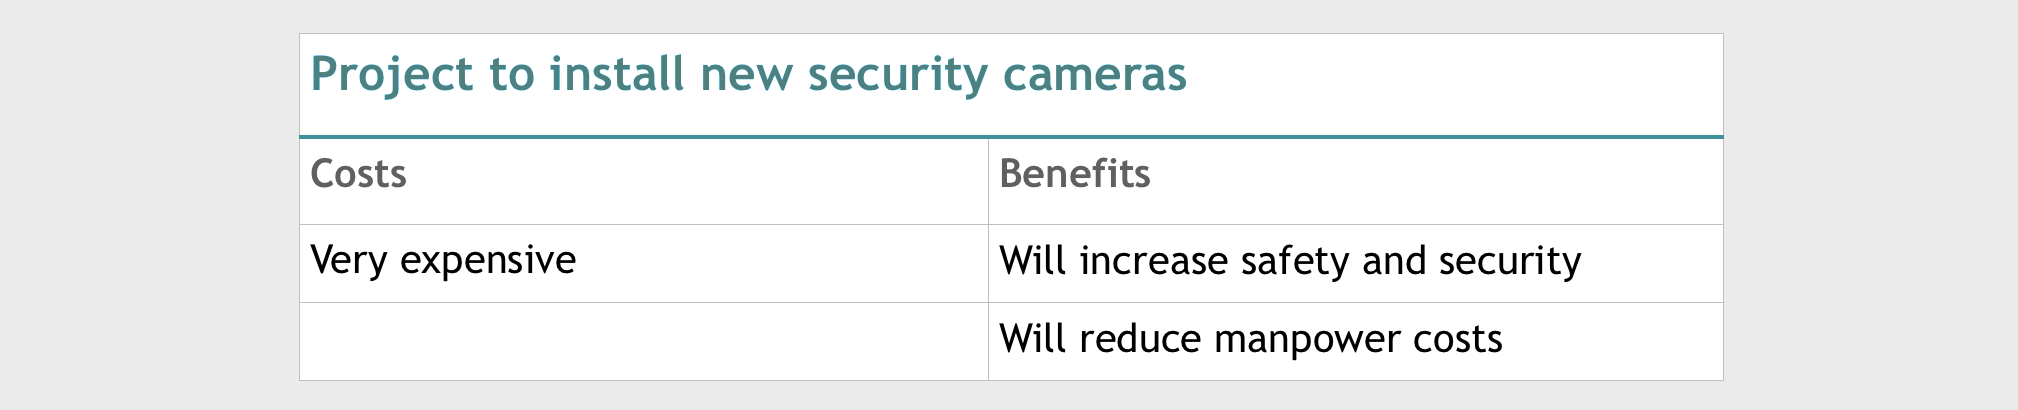 Project to install new security cameras
Costs
Benefits
Very expensive
Will increase safety and security
Will reduce manpower costs